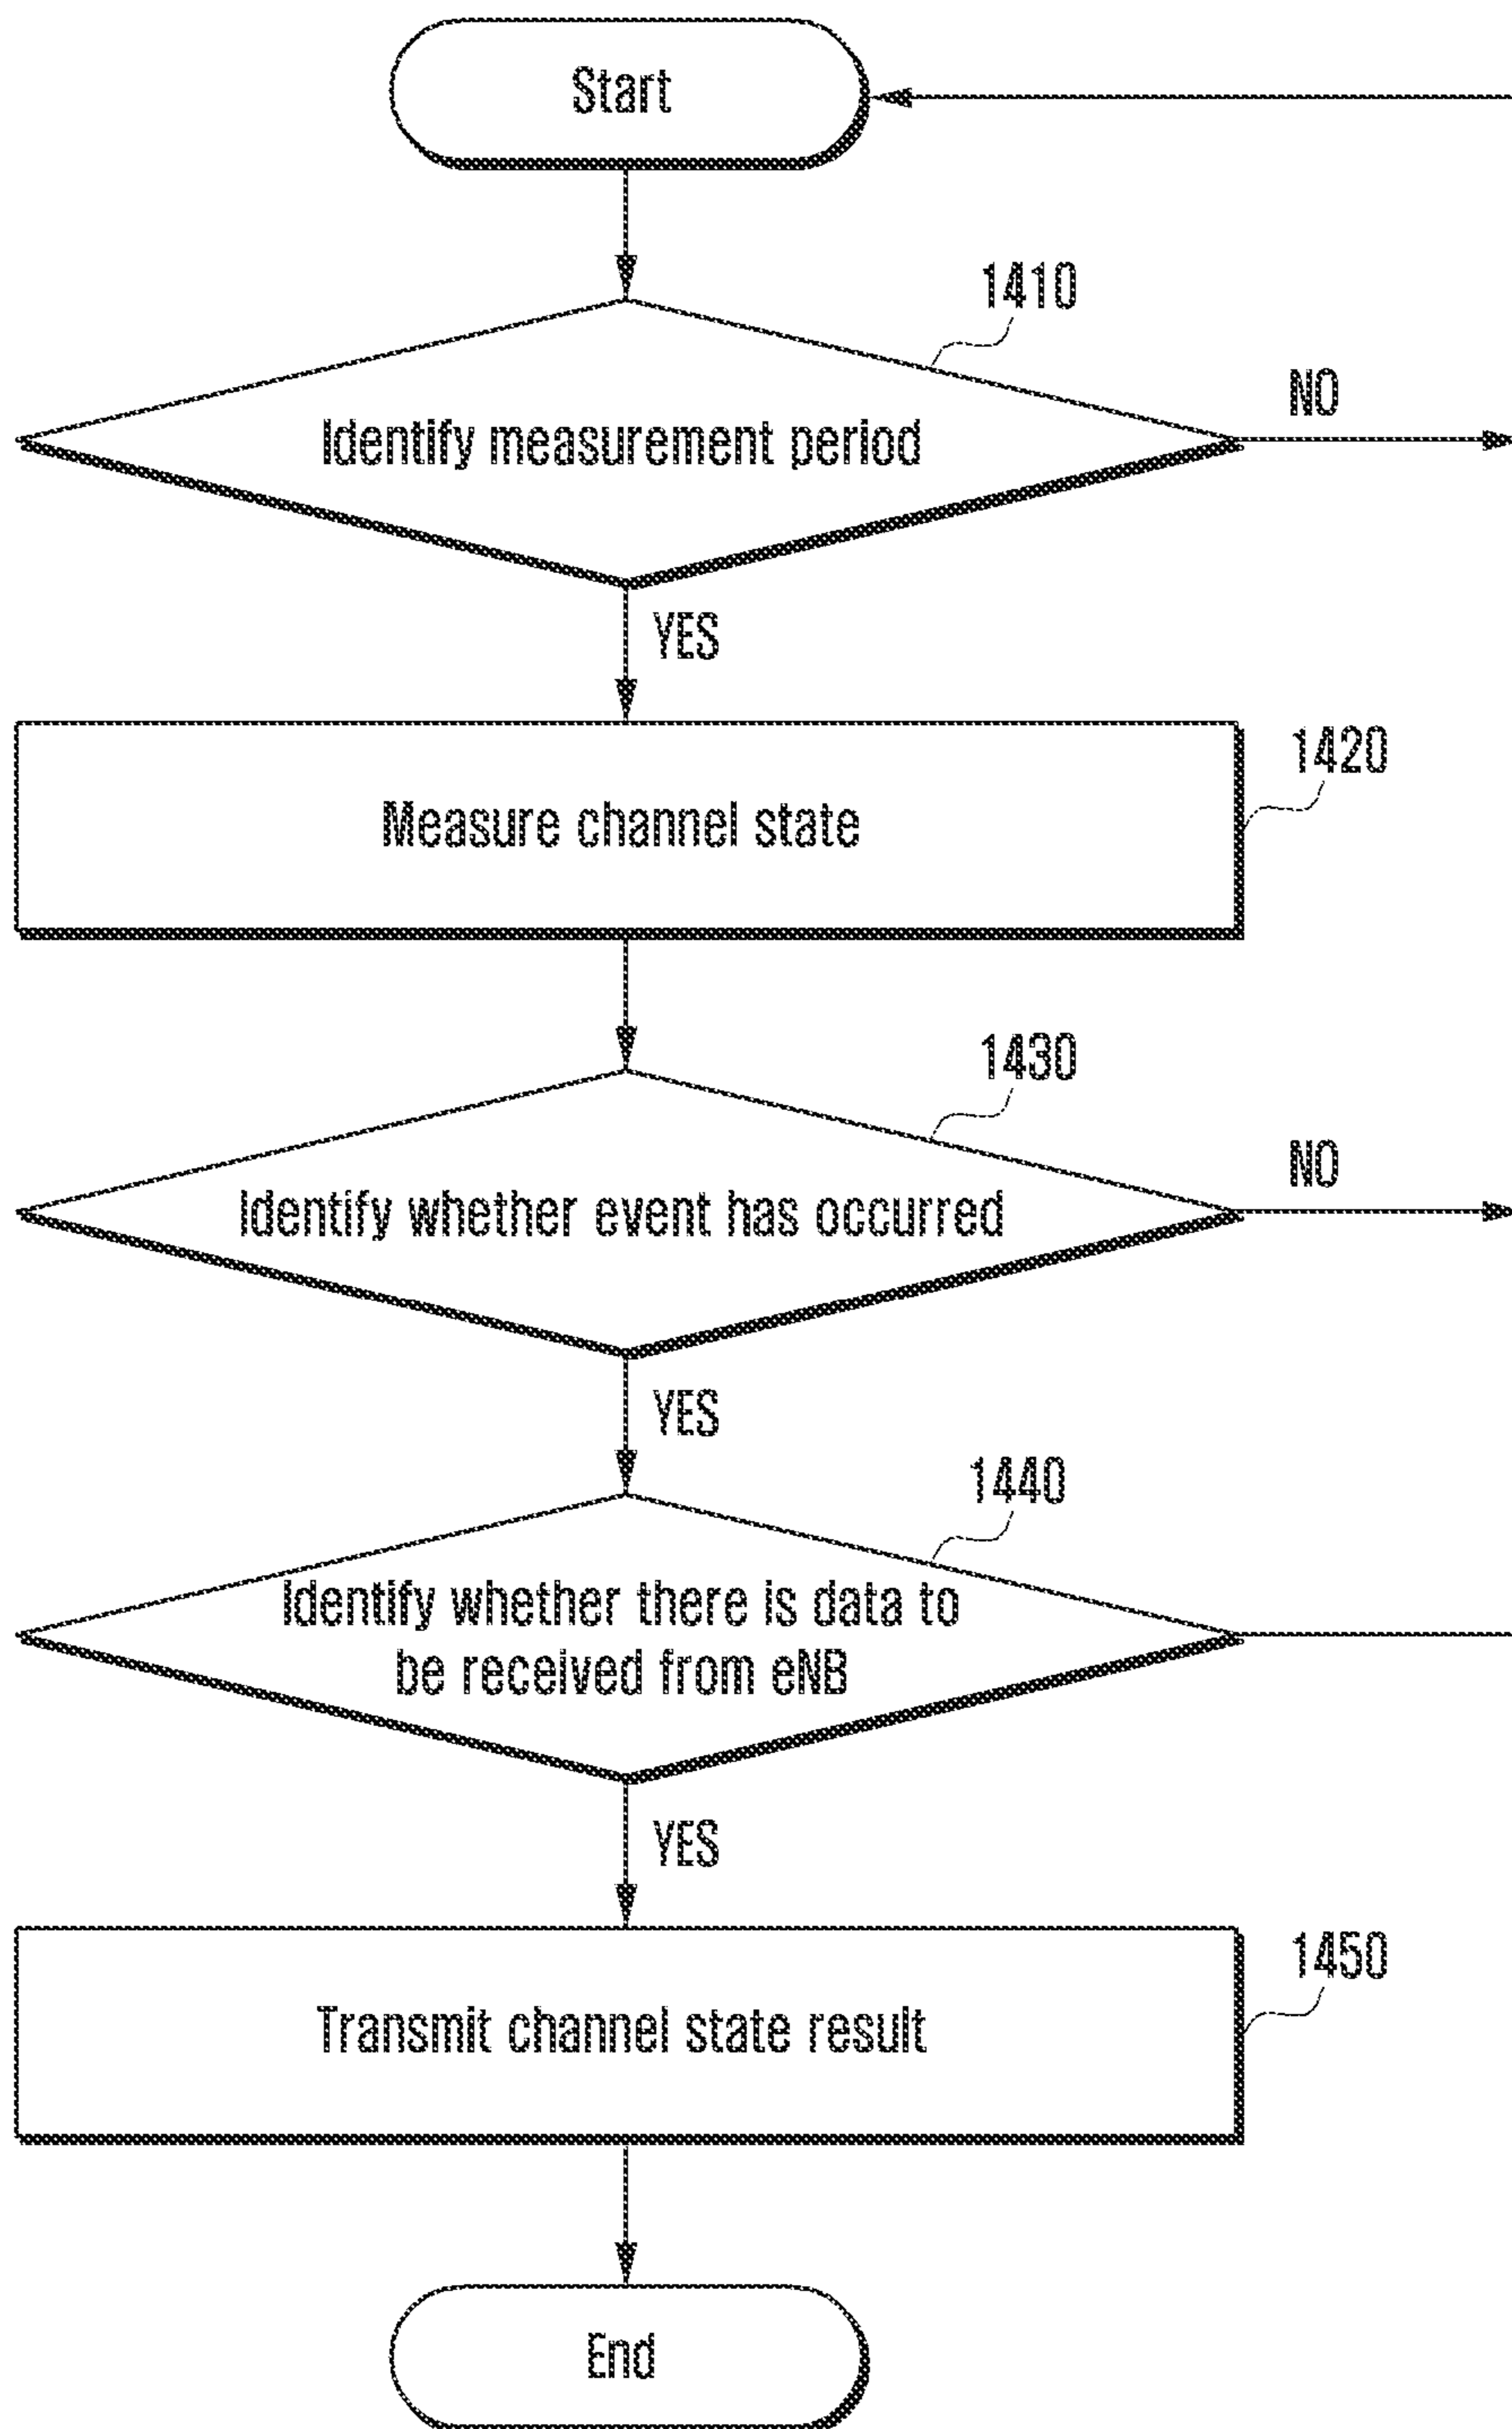 Start
1410
Identify measurement period
NO
YES
1420
Measure channel state
1430
Identify whether event has occurred
NO
YES
1440
Identify whether there is data to
be received from eNB
YES
1450
Transmit channel state result
End